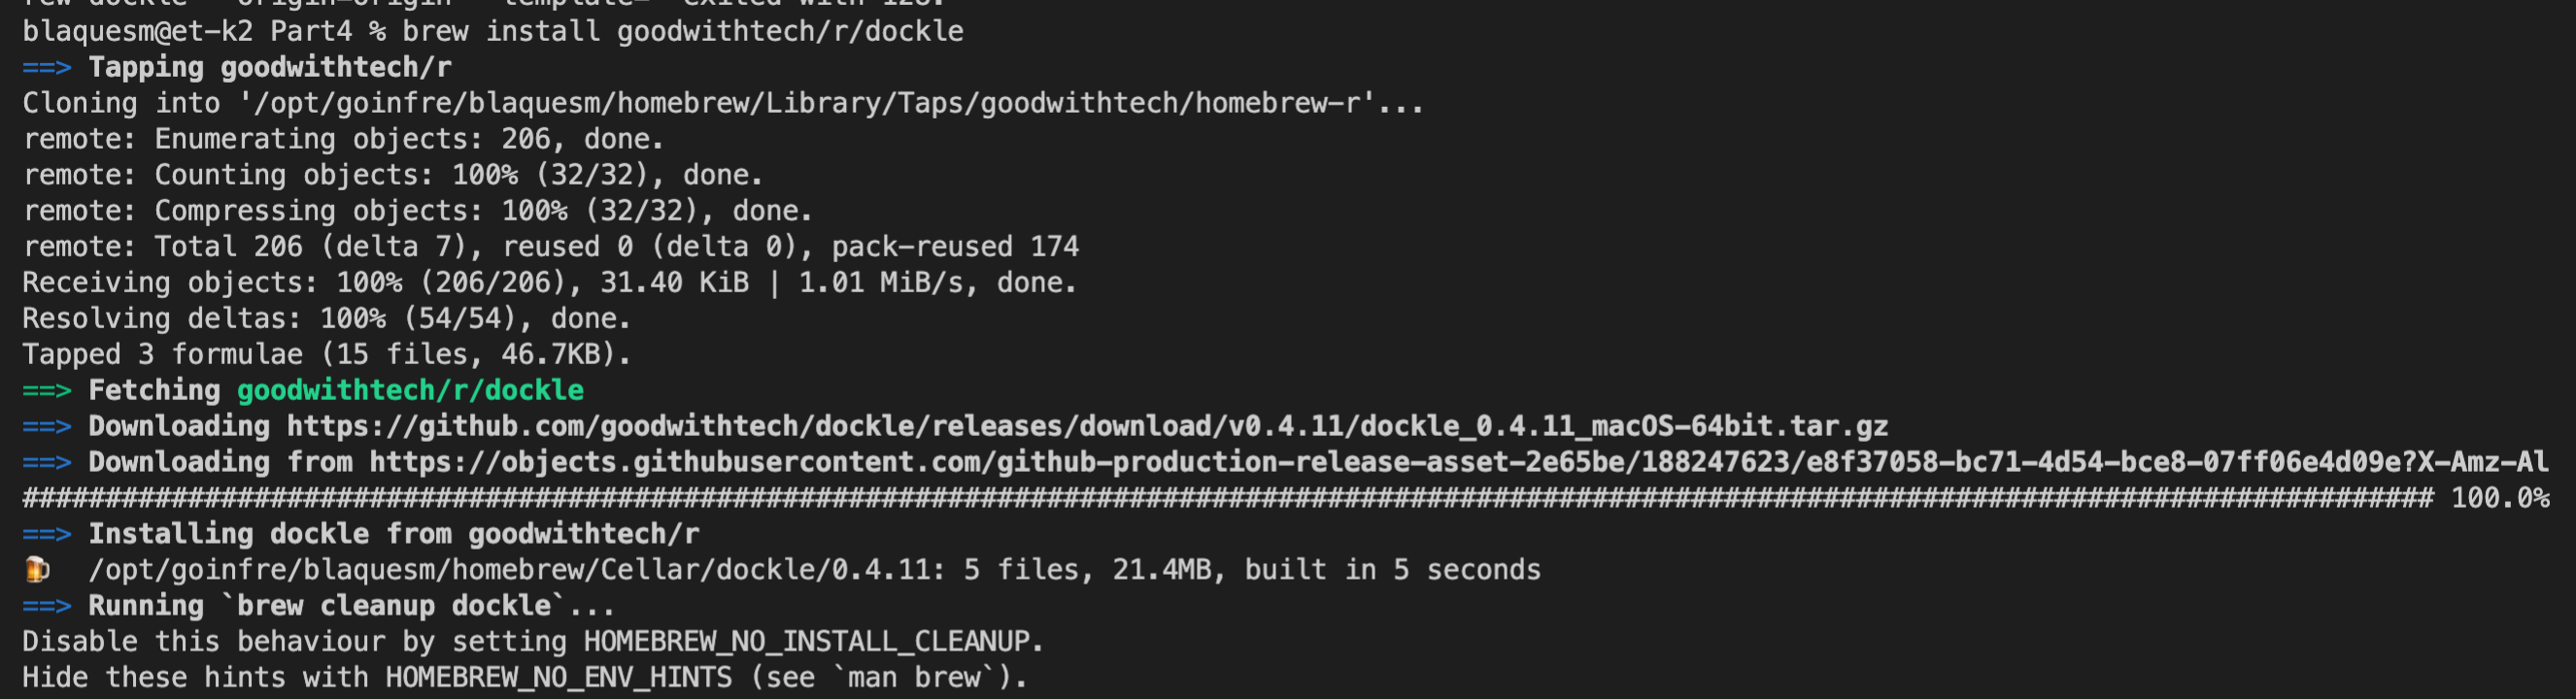 blaquesm@et-k2 Part4 % brew install goodwithtech/r/dockle
==> Tapping goodwithtech/r
Cloning into '/opt/goinfre/blaquesm/homebrew/Library/Taps/goodwithtech/homebrew-r'...
remote: Enumerating objects: 206, done.
remote: Counting objects: 100% (32/32), done.
remote: Compressing objects: 100% (32/32), done.
remote: Total 206 (delta 7), reused 0 (delta 0), pack-reused 174
Receiving objects: 100% (206/206), 31.40 KiB | 1.01 MiB/s, done.
Resolving deltas: 100% (54/54), done.
Tapped 3 formulae (15 files, 46.7KB).
==> Fetching goodwithtech/r/dockle
==> Downloading https://github.com/goodwithtech/dockle/releases/download/v0.4.11/dockle_0.4.11_macOS-64bit.tar.gz
==> Downloading from https://objects.githubusercontent.com/github-production-release-asset-2e65be/188247623/e8f37058-bc71-4d54-bce8-07ff06e4d09e?X-Amz-Al
################################################################################################################################################## 100.0%
==> Installing dockle from goodwithtech/r
🍺  /opt/goinfre/blaquesm/homebrew/Cellar/dockle/0.4.11: 5 files, 21.4MB, built in 5 seconds
==> Running `brew cleanup dockle`...
Disable this behaviour by setting HOMEBREW_NO_INSTALL_CLEANUP.
Hide these hints with HOMEBREW_NO_ENV_HINTS (see `man brew`).